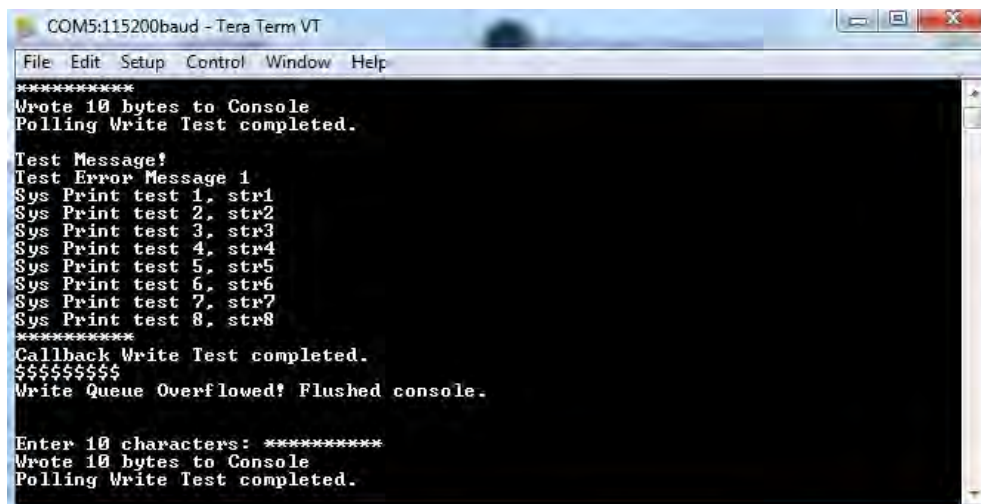 COM5:115200baud - Tera Term VT
File Edit Setup Control Window Help
**********
Wrote 10 bytes to Console
Polling Write Test completed.
Test Message!
Test Error Message 1
Sys Print test 1, str1
Sys Print test 2, str2
Sys Print test 3, str3
Sys Print test 4, str4
Sys Print test 5, str5
Sys Print test 6, str6
Sys Print test 7, str7
Sys Print test 8, str8
**********
Callback Write Test completed.
$$$$$$$$$
Write Queue Overflowed! Flushed console.
Enter 10 characters: **********
Wrote 10 bytes to Console
Polling Write Test completed.